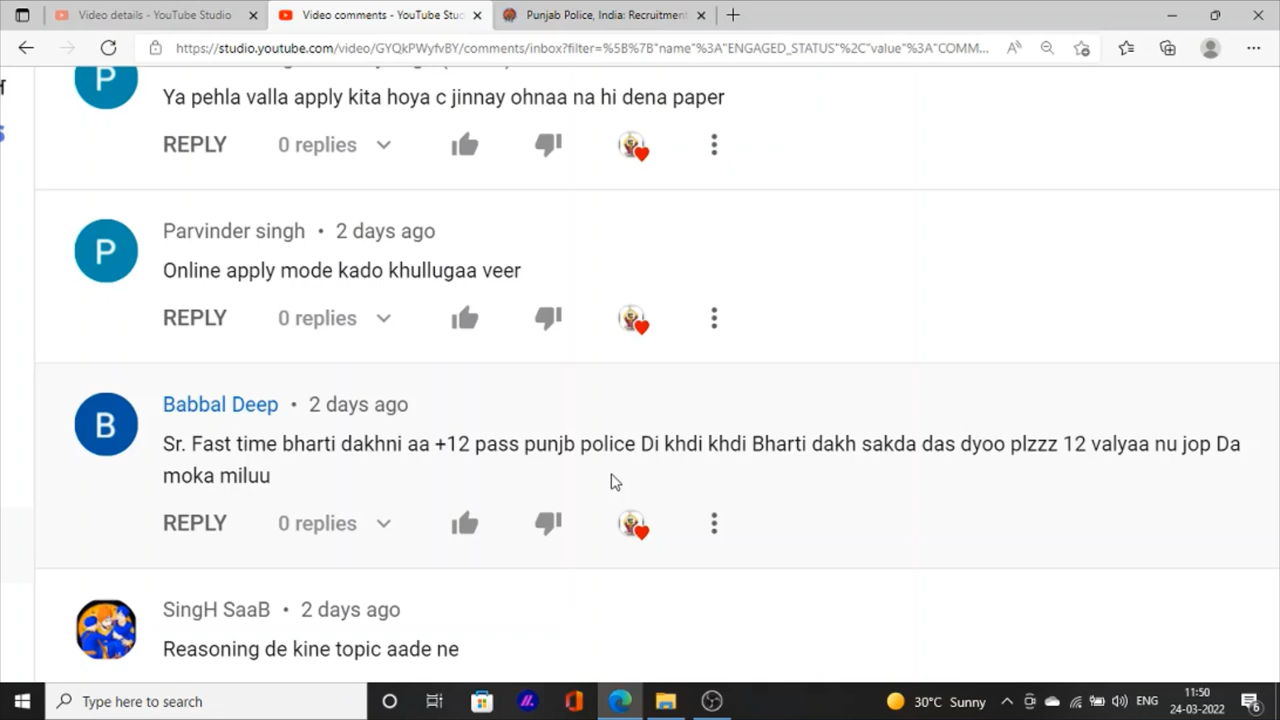 Video details - YouTube Studio
Video comments - YouTube Stu
Punjab Police, India: Recruitment
https://studio.youtube.com/video/GYQkPWyfvBY/comments/inbox?filter=%5B%7B"name"%3A"ENGAGED_STATUS"%2C"value"%3A"COMM...
P
Ya pehla valla apply kita hoya c jinnay ohnaa na hi dena paper
REPLY 0 replies
P
Parvinder singh • 2 days ago
Online apply mode kado khullugaa veer
REPLY 0 replies
B
Babbal Deep • 2 days ago
Sr. Fast time bharti dakhni aa +12 pass punjb police Di khdi khdi Bharti dakh sakda das dyoo plzzz 12 valyaa nu jop Da
moka miluu
REPLY 0 replies
SingH SaaB • 2 days ago
Reasoning de kine topic aade ne
Type here to search
30°C Sunny
ENG
11:50
24-03-2022
6